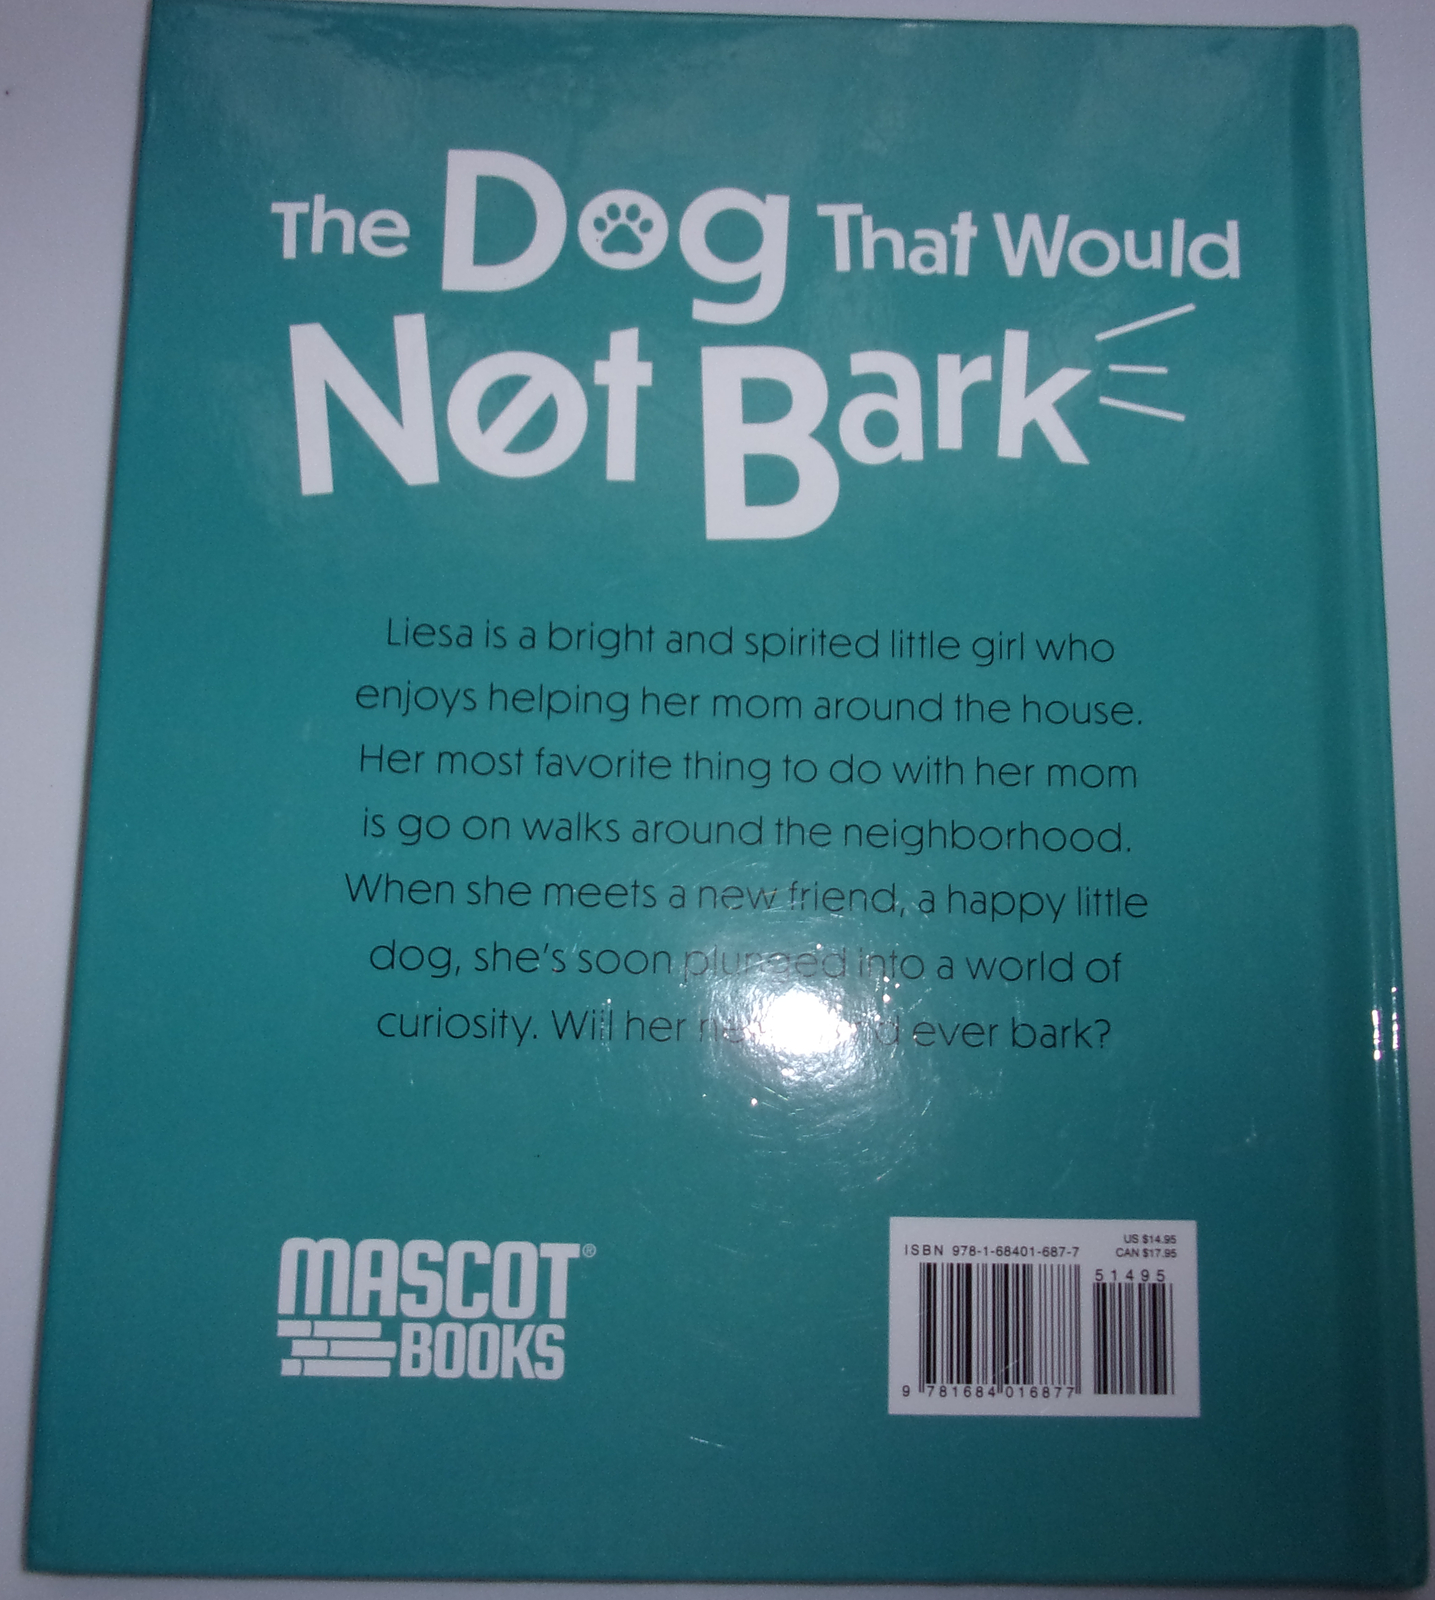 The Dog That Would
Not Bark
Liesa is a bright and spirited little girl who
enjoys helping her mom around the house.
Her most favorite thing to do with her mom
is go on walks around the neighborhood.
When she meets a new friend, a happy little
dog, she's soon plunged into a world of
curiosity. Will her ever bark?
MASCOT®
BOOKS
US $14.95
ISBN 978-1-68401-687-7 CAN $17.95
51495
9 781684 016877